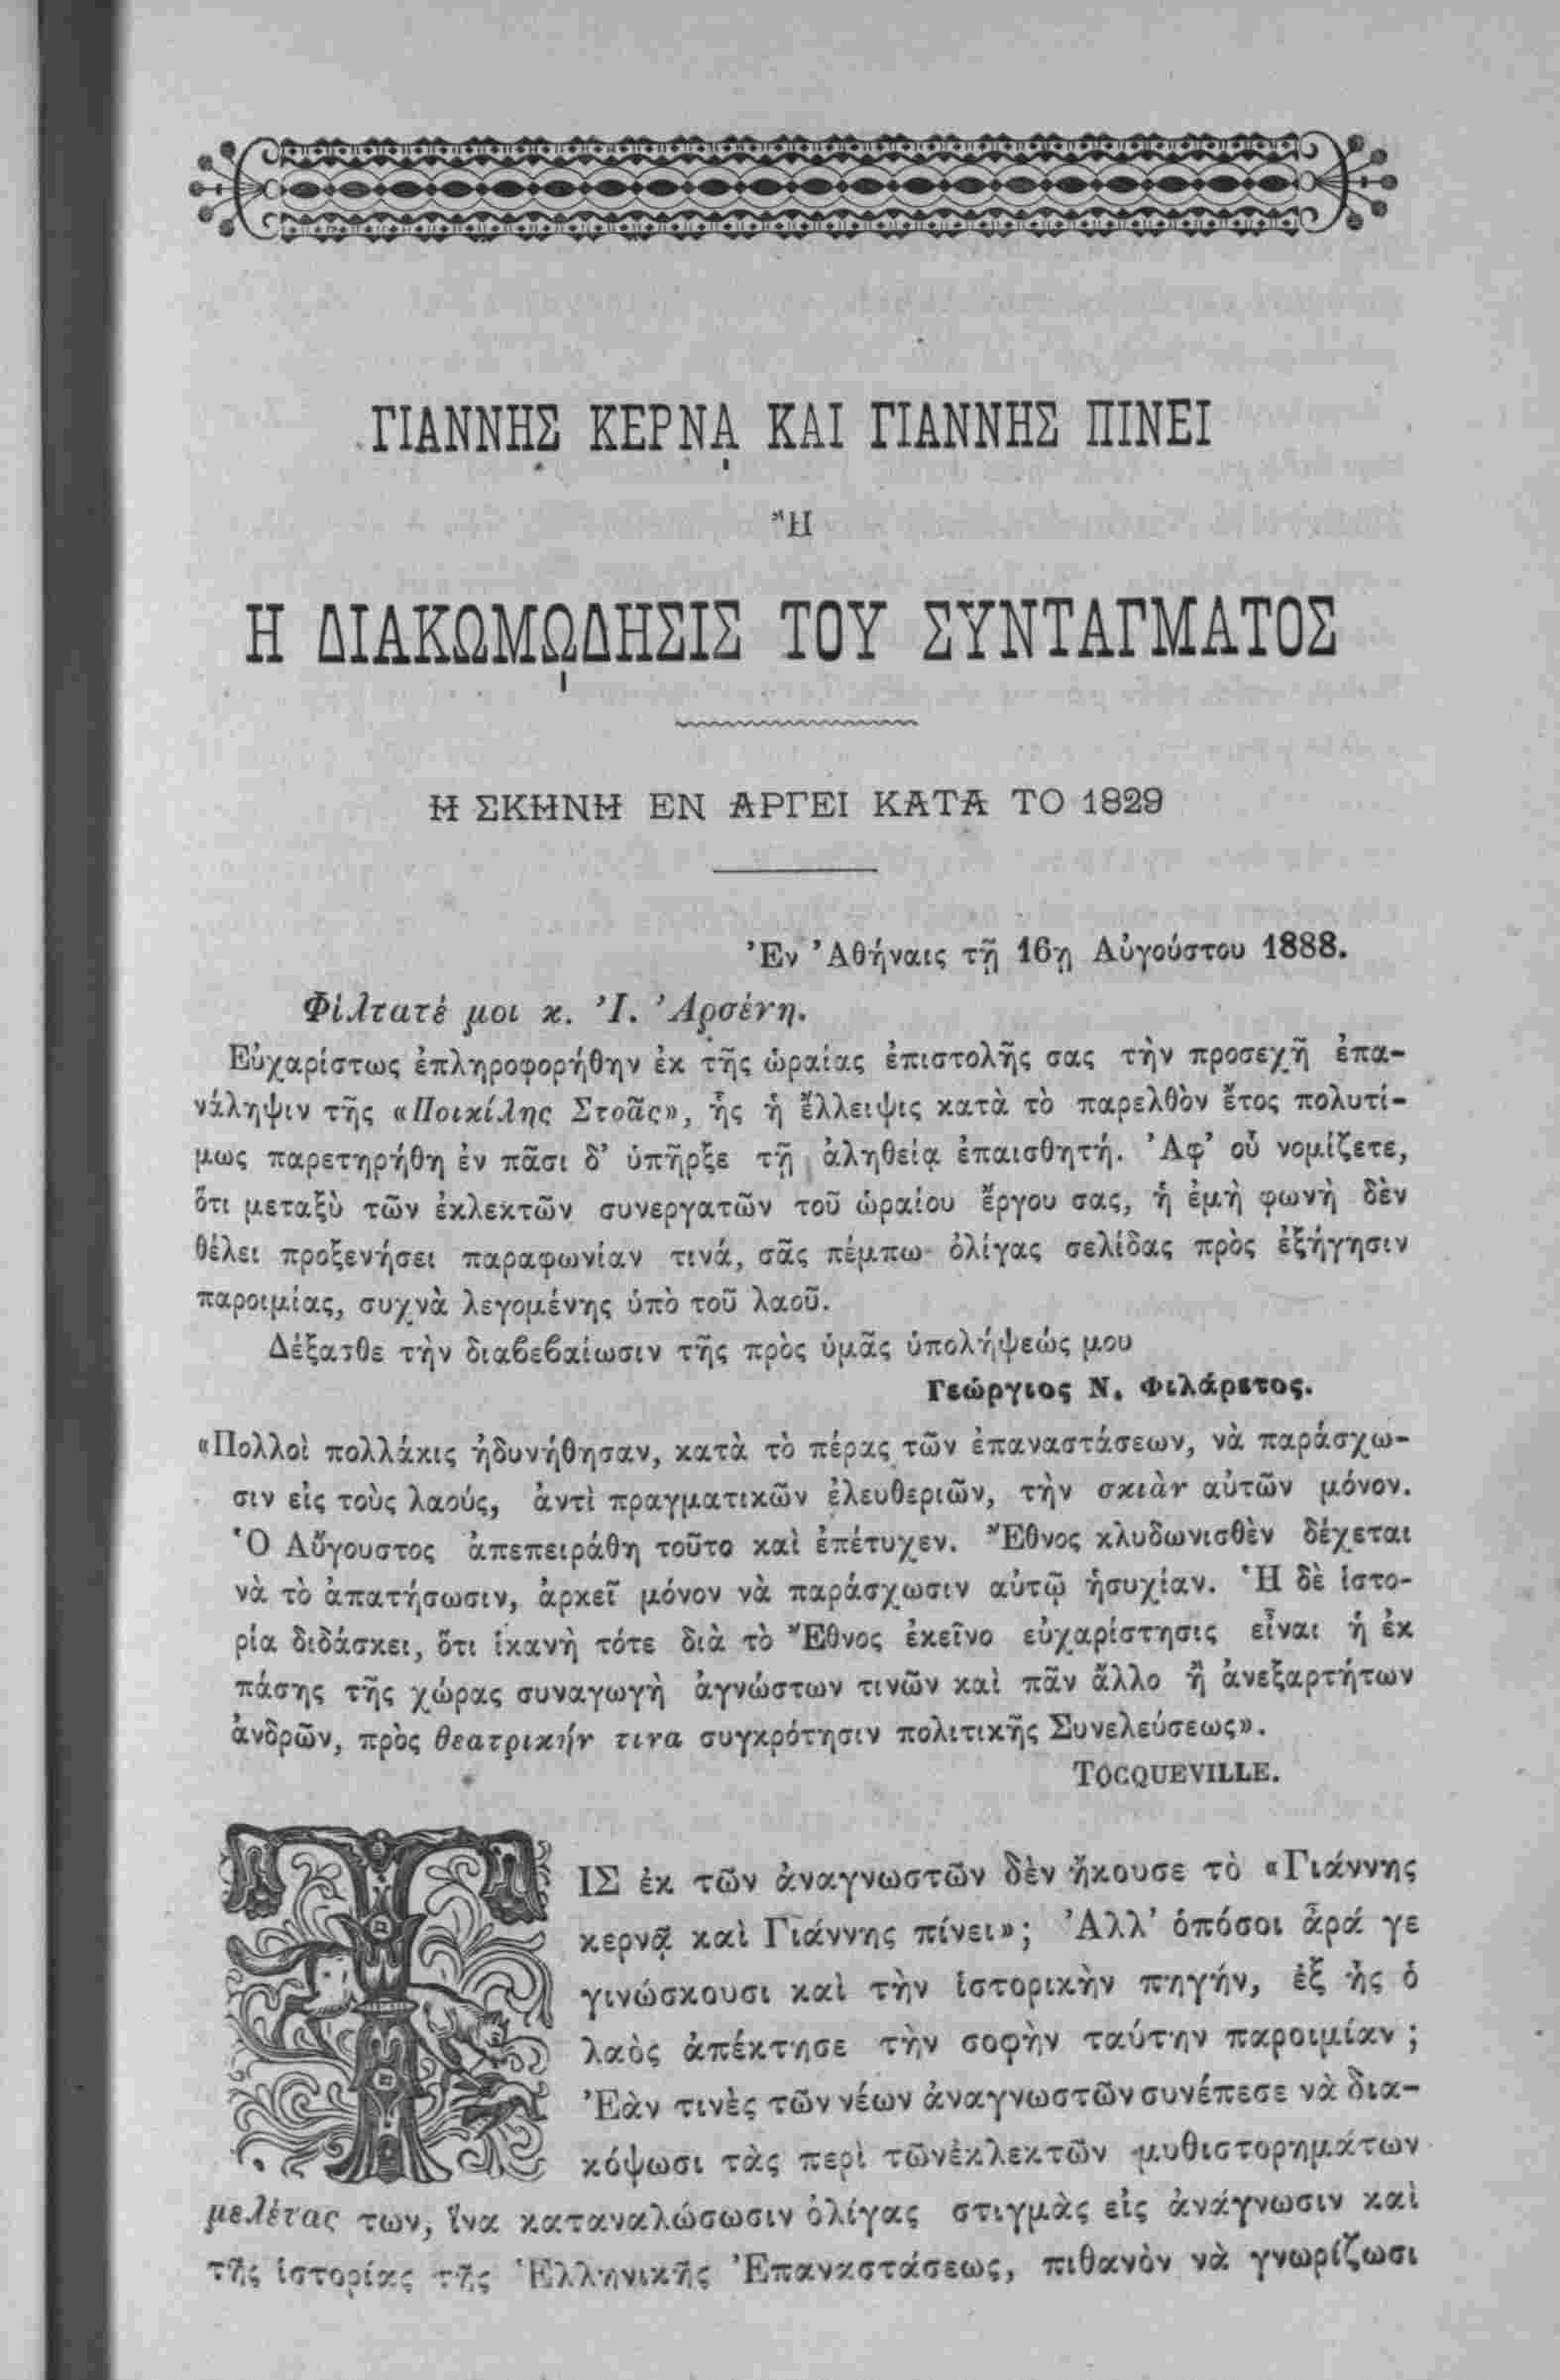 ΓΙΑΝΝΗΣ ΚΕΡΝᾼ ΚΑΙ ΓΙΑΝΝΗΣ ΠΙΝΕΙ
Ἢ
Η ΔΙΑΚΩΜῼΔΗΣΙΣ ΤΟΥ ΣΥΝΤΑΓΜΑΤΟΣ
Η ΣΚΗΝΗ ΕΝ ΑΡΓΕΙ ΚΑΤΑ ΤΟ 1829
Ἐν Ἀθήναις τῇ 16ῃ Αὐγούστου 1888.
Φίλτατέ μοι κ. Ἰ. Ἀρσένη.
Εὐχαρίστως ἐπληροφορήθην ἐκ τῆς ὡραίας ἐπιστολῆς σας τὴν προσεχῆ ἐπα-
νάληψιν τῆς «Ποικίλης Στοᾶς», ἧς ἡ ἔλλειψις κατὰ τὸ παρελθὸν ἔτος πολυτί-
μως παρετηρήθη ἐν πᾶσι δ’ ὑπῆρξε τῇ ἀληθείᾳ ἐπαισθητή. Ἀφ’ οὗ νομίζετε,
ὅτι μεταξὺ τῶν ἐκλεκτῶν συνεργατῶν τοῦ ὡραίου ἔργου σας, ἡ ἐμὴ φωνὴ δὲν
θέλει προξενήσει παραφωνίαν τινά, σᾶς πέμπω ὀλίγας σελίδας πρὸς ἐξήγησιν
παροιμίας, συχνὰ λεγομένης ὑπὸ τοῦ λαοῦ.
Δέξασθε τὴν διαβεβαίωσιν τῆς πρὸς ὑμᾶς ὑπολήψεώς μου
Γεώργιος Ν. Φιλάρετος.
«Πολλοὶ πολλάκις ἠδυνήθησαν, κατὰ τὸ πέρας τῶν ἐπαναστάσεων, νὰ παράσχω-
σιν εἰς τοὺς λαούς, ἀντὶ πραγματικῶν ἐλευθεριῶν, τὴν σκιὰν αὐτῶν μόνον.
Ὁ Αὔγουστος ἀπεπειράθη τοῦτο καὶ ἐπέτυχεν. Ἔθνος κλυδωνισθὲν δέχεται
νὰ τὸ ἀπατήσωσιν, ἀρκεῖ μόνον νὰ παράσχωσιν αὐτῷ ἡσυχίαν. Ἡ δὲ ἱστο-
ρία διδάσκει, ὅτι ἱκανὴ τότε διὰ τὸ Ἔθνος ἐκεῖνο εὐχαρίστησις εἶναι ἡ ἐκ
πάσης τῆς χώρας συναγωγὴ ἀγνώστων τινῶν καὶ πᾶν ἄλλο ἢ ἀνεξαρτήτων
ἀνδρῶν, πρὸς θεατρικήν τινα συγκρότησιν πολιτικῆς Συνελεύσεως».
TOCQUEVILLE.
ΤΙΣ ἐκ τῶν ἀναγνωστῶν δὲν ἤκουσε τὸ «Γιάννης
κερνᾷ καὶ Γιάννης πίνει»; Ἀλλ’ ὁπόσοι ἆρά γε
γινώσκουσι καὶ τὴν ἱστορικὴν πηγήν, ἐξ ἧς ὁ
λαὸς ἀπέκτησε τὴν σοφὴν ταύτην παροιμίαν ;
Ἐὰν τινὲς τῶν νέων ἀναγνωστῶν συνέπεσε νὰ δια-
κόψωσι τὰς περὶ τῶν ἐκλεκτῶν μυθιστορημάτων
μελέτας των, ἵνα καταναλώσωσιν ὀλίγας στιγμὰς εἰς ἀνάγνωσιν καὶ
τῆς ἱστορίας τῆς Ἑλληνικῆς Ἐπαναστάσεως, πιθανὸν νὰ γνωρίζωσι